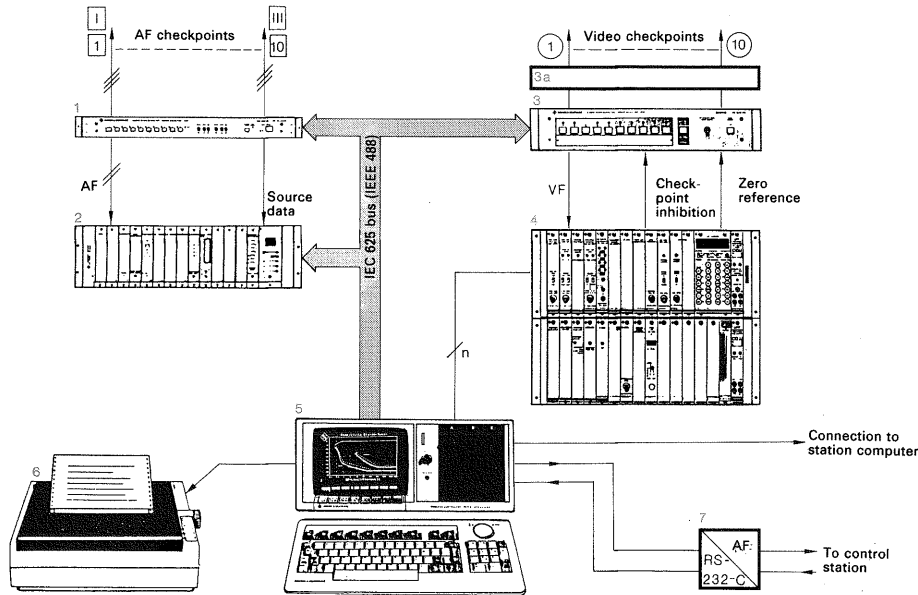 I AF checkpoints III
1 10
1 Video checkpoints 10
3a
1
3
AF
Source
data
IEC 625 bus (IEEE 488)
VF
Check-
point
inhibition
Zero
reference
2
4
n
5
Connection to
station computer
6
7
AF
RS-
232-C
To control
station